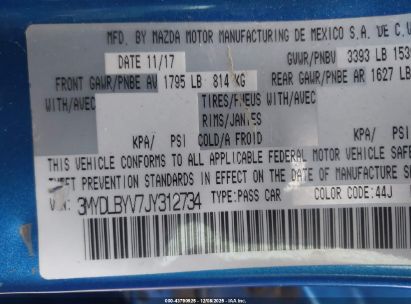 MFD. BY MAZDA MOTOR MANUFACTURING DE MEXICO S.A. DE C.V
DATE 11/17 GVWR/PNBV 3393 LB 153
FRONT GAWR/PNBE AV 1795 LB 814 KG REAR GAWR/PNBE AR 1627 LB
WITH/AVEC TIRES/PNEUS WITH/AVEC
RIMS/JANTES
KPA/ PSI COLD/A FROID KPA/ PSI
THIS VEHICLE CONFORMS TO ALL APPLICABLE FEDERAL MOTOR VEHICLE SAFE
THEFT PREVENTION STANDARDS IN EFFECT ON THE DATE OF MANUFACTURE S
VIN: 3MYDLBYV7JY312734 TYPE:PASS CAR COLOR CODE:44J